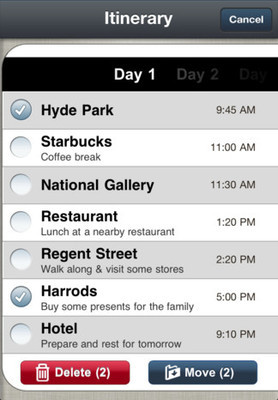 Itinerary
Cancel
Day 1 Day 2 Day
Hyde Park 9:45 AM
Starbucks 11:00 AM
Coffee break
National Gallery 11:30 AM
Restaurant 1:20 PM
Lunch at a nearby restaurant
Regent Street 2:20 PM
Walk along & visit some stores
Harrods 5:00 PM
Buy some presents for the family
Hotel 9:10 PM
Prepare and rest for tomorrow
Delete (2) Move (2)